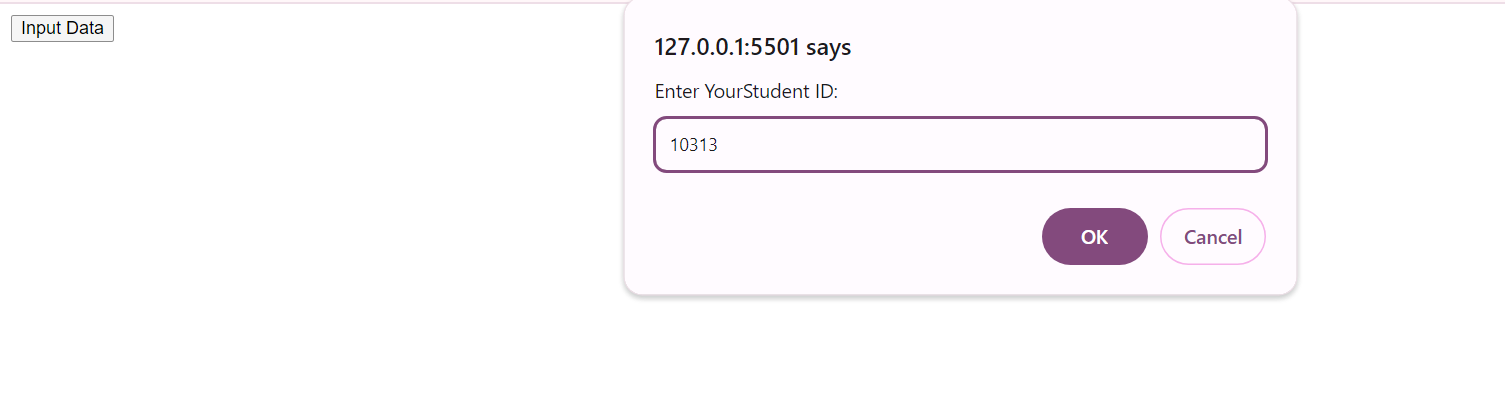 Input Data
127.0.0.1:5501 says
Enter YourStudent ID:
10313
OK
Cancel